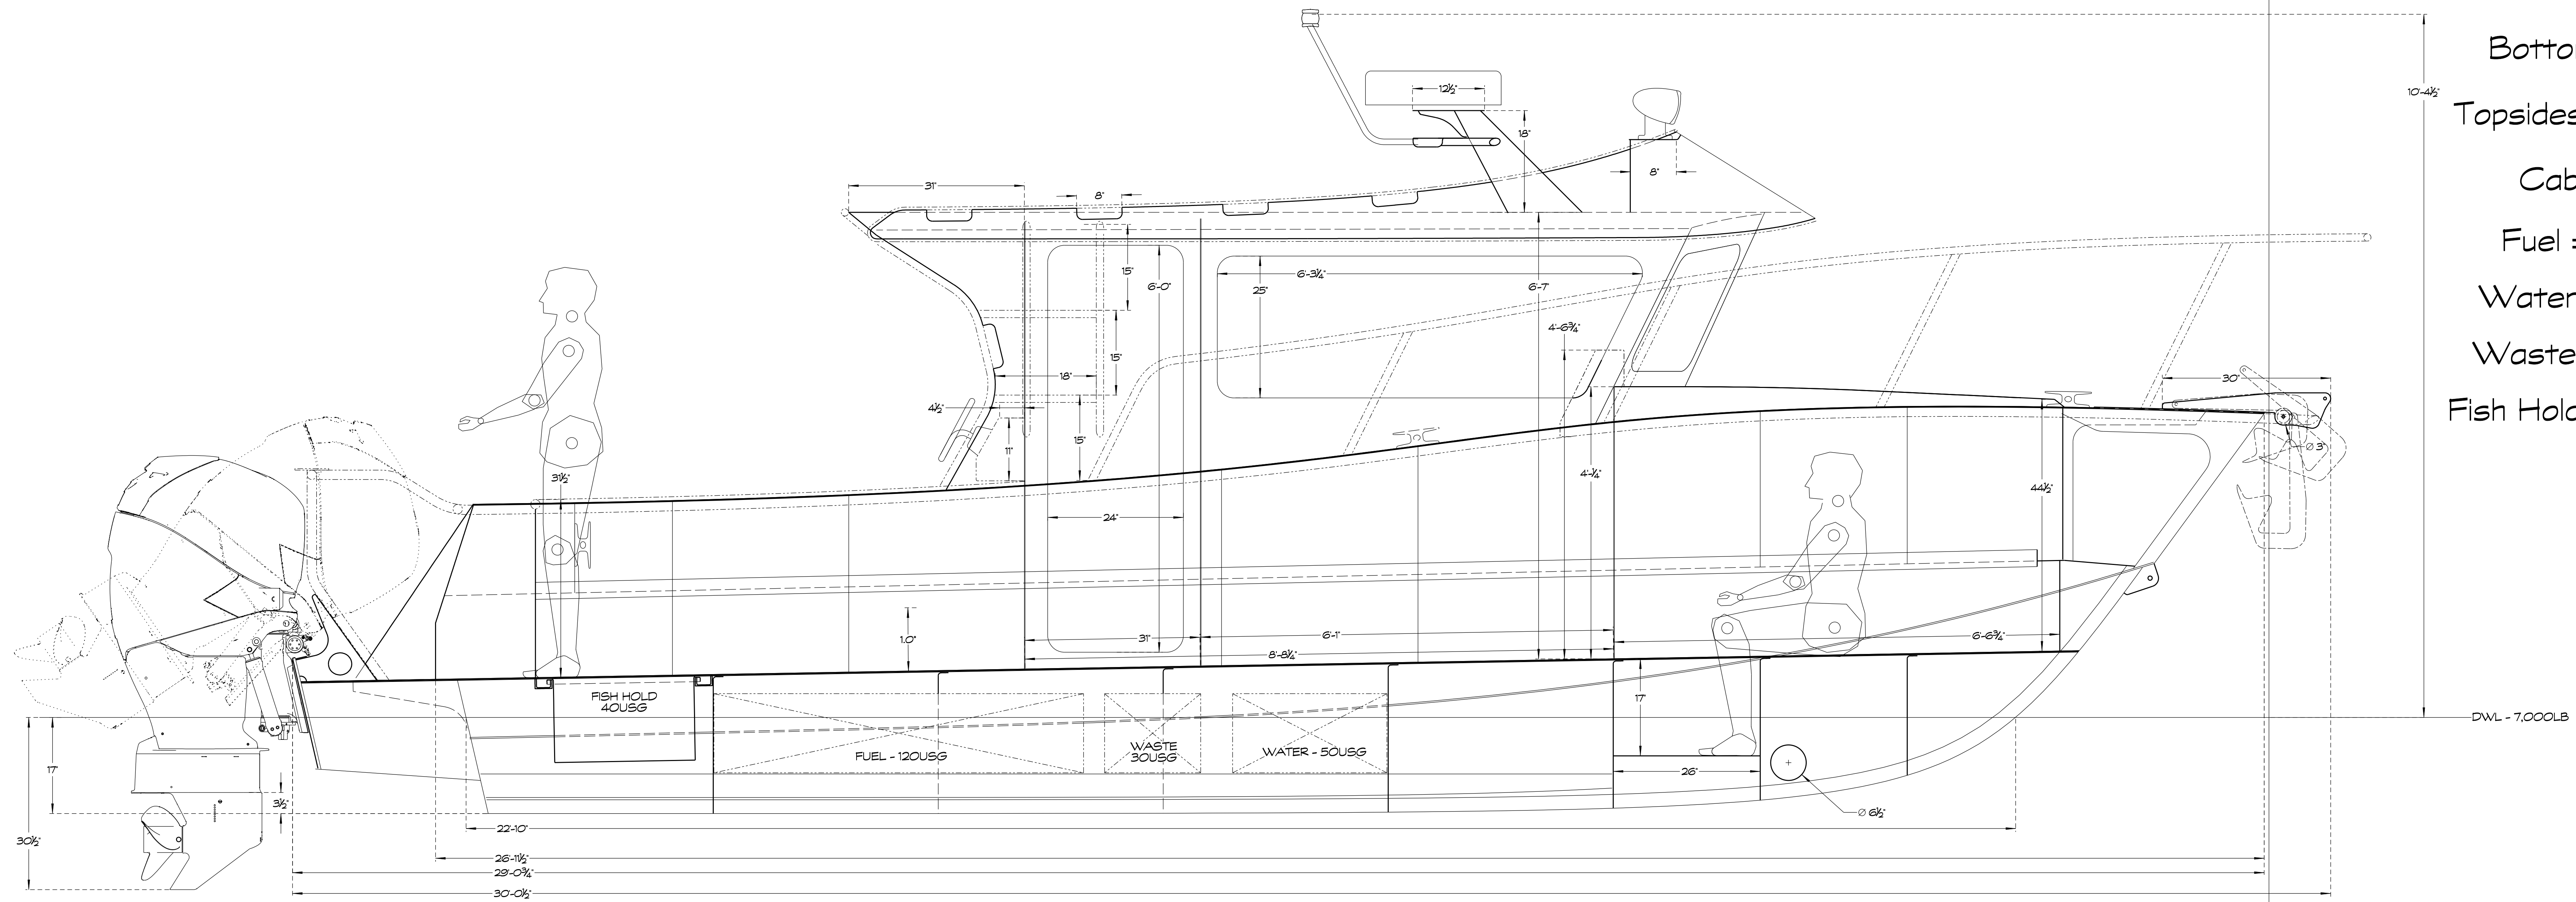 Botto
10'-4½"
Topsides
Cab
Fuel =
Water
Waste
Fish Hold
12½"
18"
8"
31"
8"
15"
6'-0"
25"
6'-3¼"
6'-7"
4'-6¾"
15"
18"
4½"
15"
11"
30"
Ø 3"
31½"
4'-¼"
44½"
24"
1.0"
31"
6'-1"
6'-6¾"
8'-8¼"
FISH HOLD
40USG
17"
DWL - 7,000LB
FUEL - 120USG
WASTE
30USG
WATER - 50USG
17"
26"
3½"
Ø 6½"
22'-10"
30½"
26'-11½"
29'-0¾"
30'-0½"